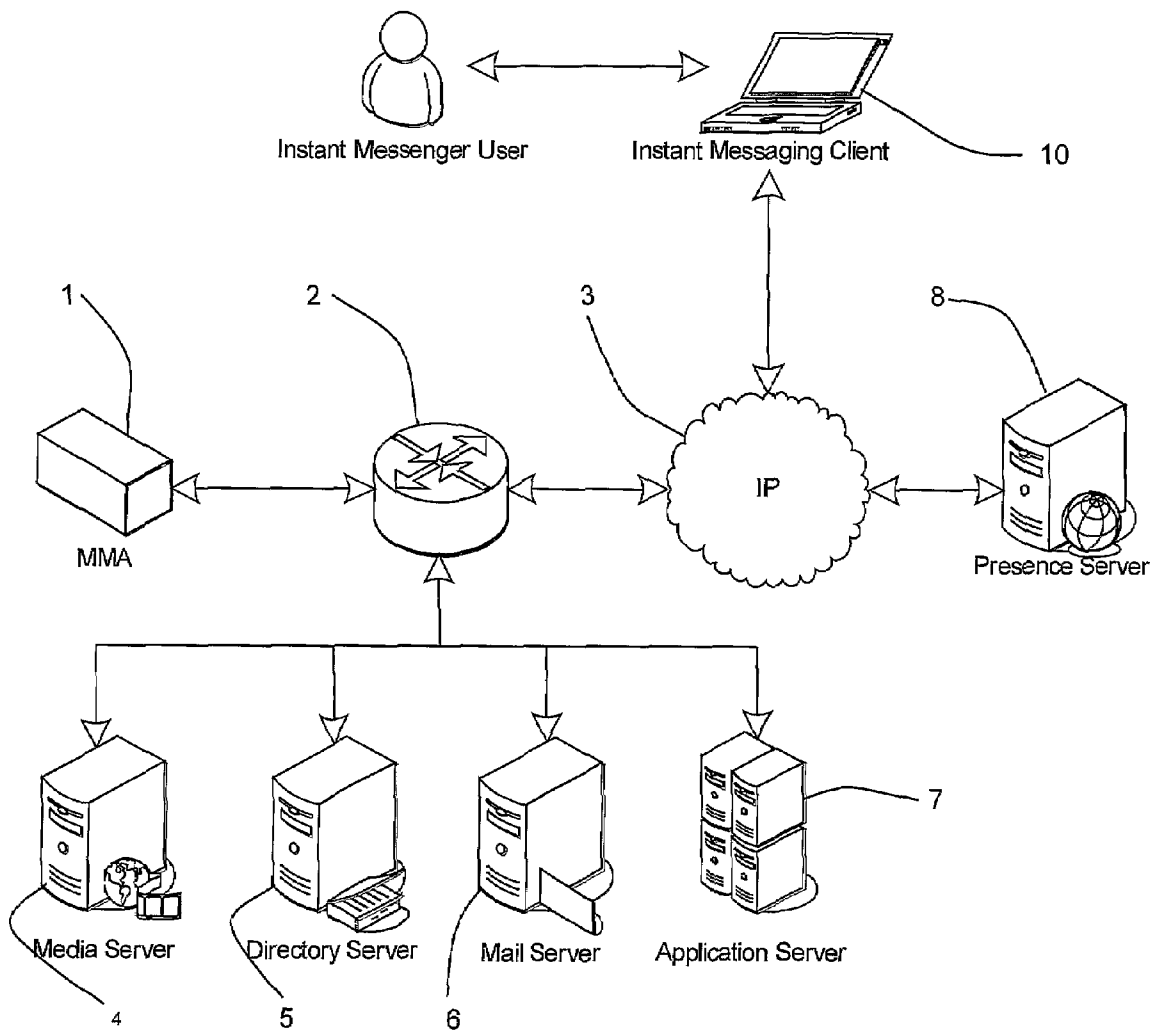 Instant Messenger User
Instant Messaging Client
10
1
2
3
8
IP
MMA
Presence Server
7
Media Server
Directory Server
Mail Server
Application Server
4
5
6